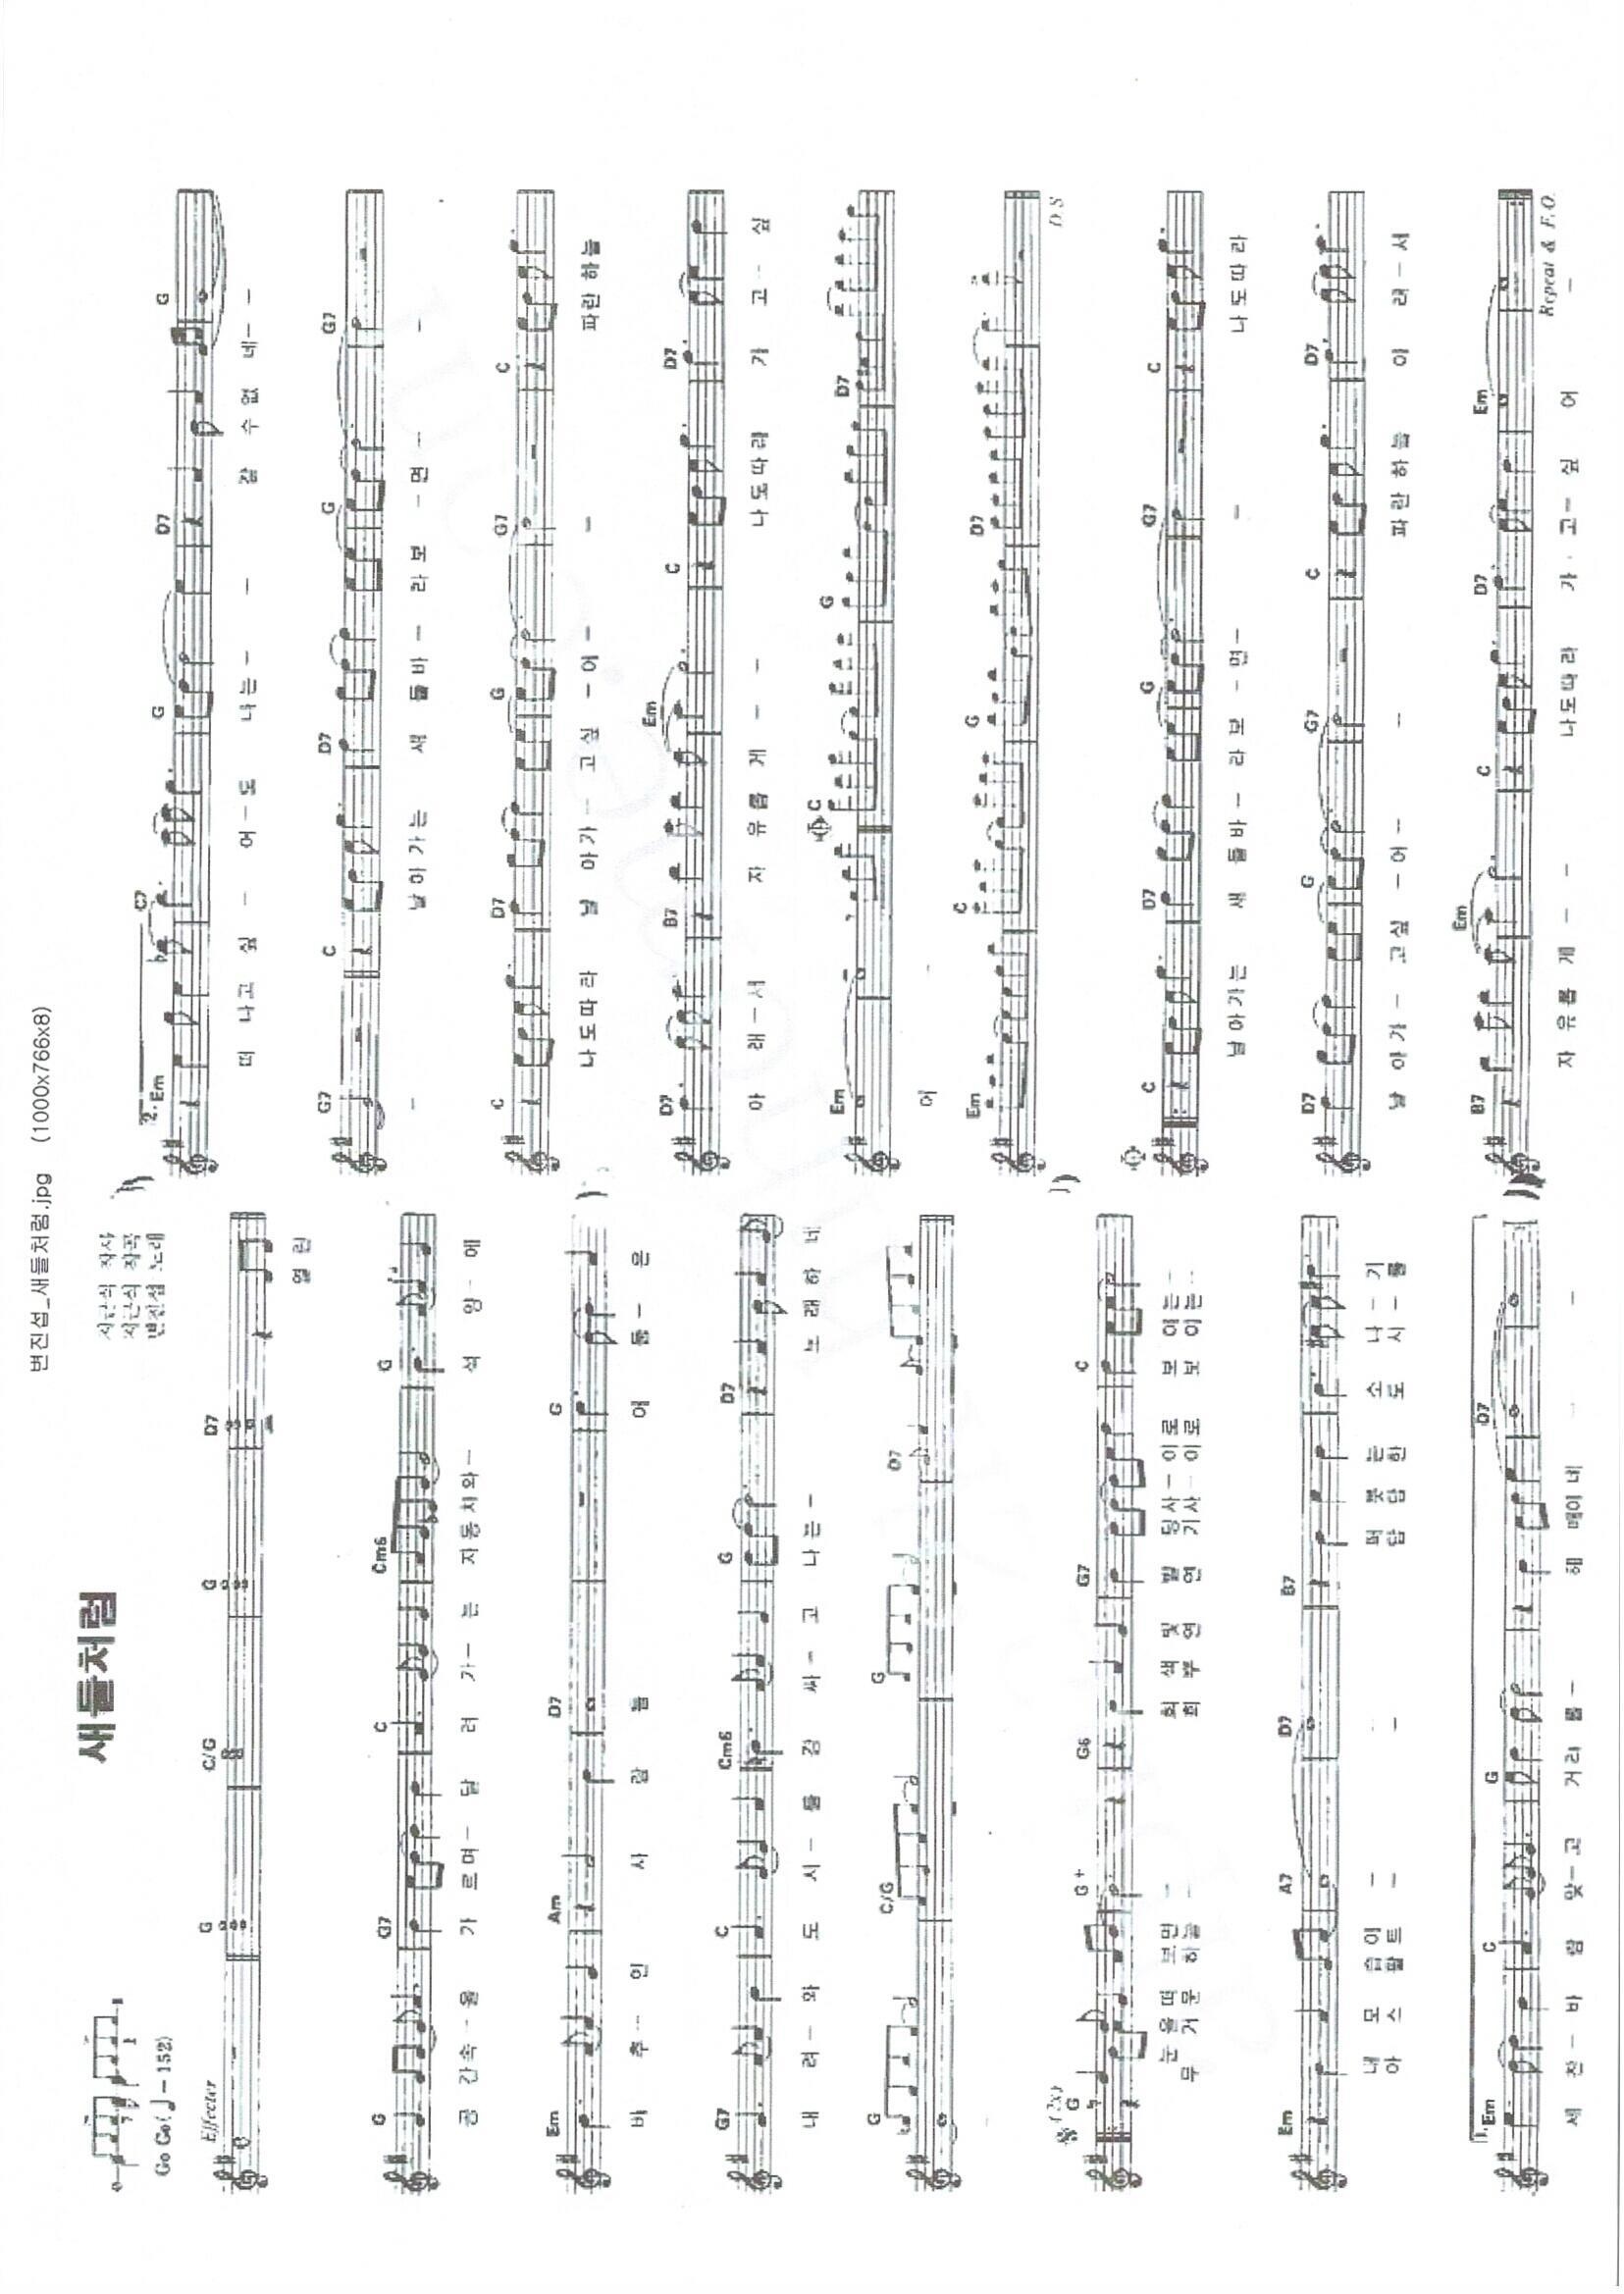 변진섭_새들처럼.jpg (1000x766x8)
새들처럼
지근식 작사
지근식 작곡
변진섭 노래
Go Go(♩=152)
Effecter G C/G G D7
열린
G G7 C Cm6 G
공 간속-을 가 르며- 달 려 가-는 자동차와- 석 양-에
Em Am D7 G
비 추-인 사 람 들 어 둠-은
G7 C Cm6 G D7
내 려-와 도 시-를 감 싸-고 나는- 노 래하 네
G C/G G D7
(2x)
G G+ G6 G7 C
눈 을떠 보면 - 회 색 빛 빌 딩사-이로 보 이는-
무 거운 하늘 - 희 뿌 연 연 기사-이로 보 이는-
Em A7 D7 B7
내 모 습이 - - 퍼 붓 는 소 나-기
아 스 팔트 - - 답 답 한 도 시-를
1. Em C G D7
세 찬-바 람 맞-고 거리 를- 헤 메이 네 - -
2. Em C7 G D7 G
떠 나고 싶 - 어-도 나는- - 갈 수없 네- -
G7 C D7 G G7
- 날아가는 새 들바- 라보 -면- -
C D7 G G7 C
나도따라 날 아가- 고싶 -어- - 파란하늘
D7 B7 Em C D7
아 래-서 자 유롭 게 - - 나도따라 가 고- 싶
Em C G D7
어 -
Em C G D7
D.S
C D7 G G7 C
날아가는 새 들바- 라보 -면- - 나도따라
D7 G G7 C D7
날 아가- 고싶 -어- - 파란하늘 아 래-서
B7 Em C D7 Em
Repeat & F.O.
자 유롭 게 - - 나도따라 가 고- 싶 어 -